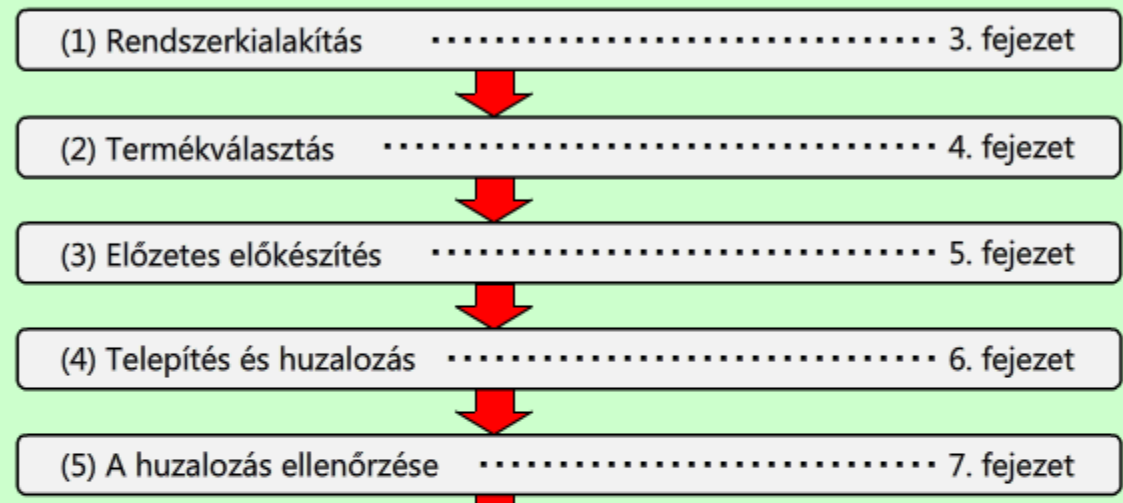 (1) Rendszerkialakítás ································ 3. fejezet
(2) Termékválasztás ··································· 4. fejezet
(3) Előzetes előkészítés ································ 5. fejezet
(4) Telepítés és huzalozás ······························· 6. fejezet
(5) A huzalozás ellenőrzése ····························· 7. fejezet